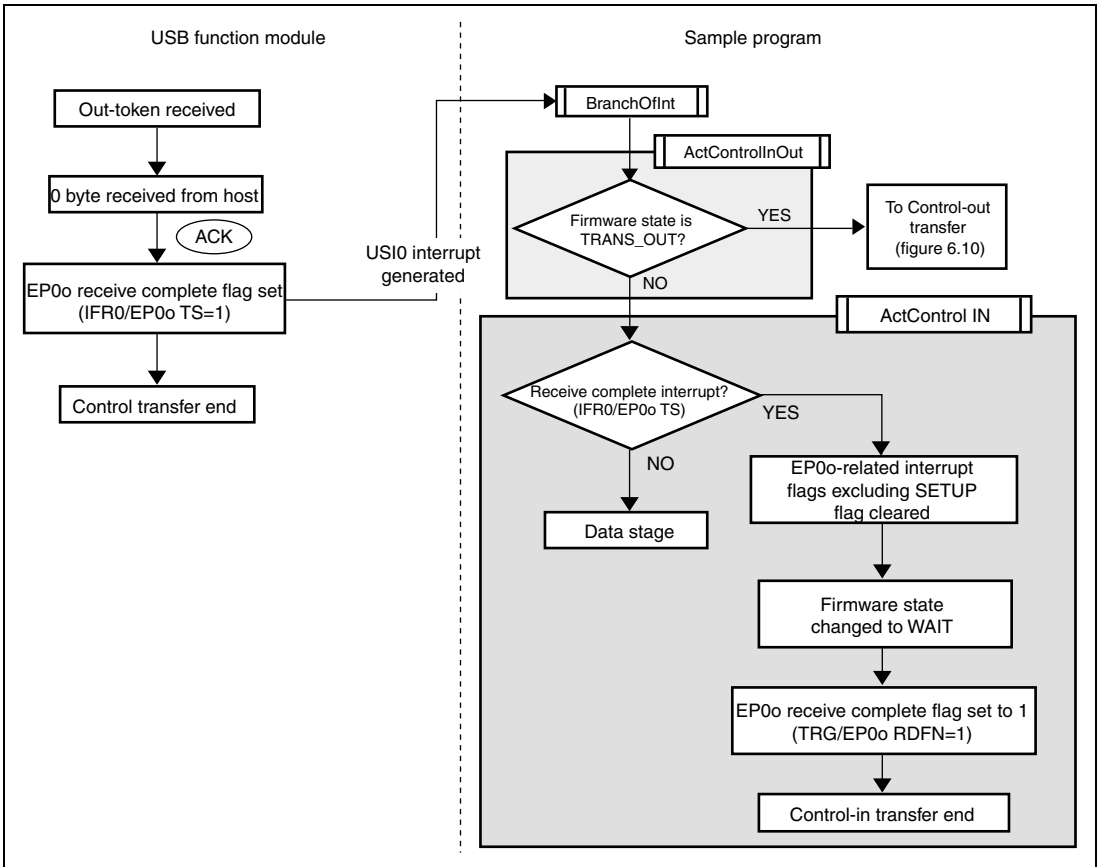 USB function module
Sample program
Out-token received
0 byte received from host
ACK
EP0o receive complete flag set
(IFR0/EP0o TS=1)
Control transfer end
USI0 interrupt
generated
BranchOfInt
ActControlInOut
Firmware state is
TRANS_OUT?
YES
To Control-out
transfer
(figure 6.10)
NO
ActControl IN
Receive complete interrupt?
(IFR0/EP0o TS)
YES
NO
Data stage
EP0o-related interrupt
flags excluding SETUP
flag cleared
Firmware state
changed to WAIT
EP0o receive complete flag set to 1
(TRG/EP0o RDFN=1)
Control-in transfer end